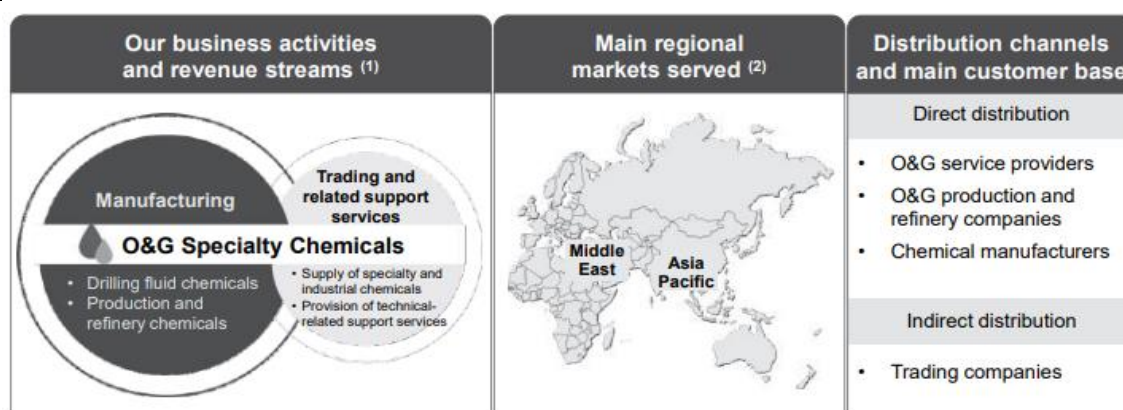 Our business activities
and revenue streams (1)
Main regional
markets served (2)
Distribution channels
and main customer base
Manufacturing
Trading and
related support
services
O&G Specialty Chemicals
• Drilling fluid chemicals
• Production and
refinery chemicals
• Supply of specialty and
industrial chemicals
• Provision of technical-
related support services
Middle
East
Asia
Pacific
Direct distribution
• O&G service providers
• O&G production and
refinery companies
• Chemical manufacturers
Indirect distribution
• Trading companies